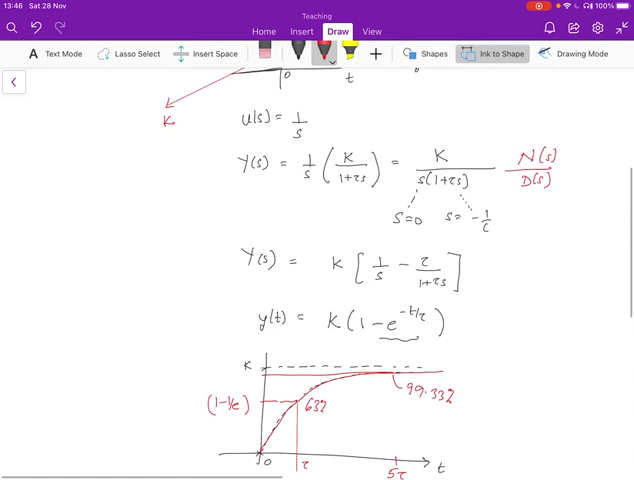 13:46 Sat 28 Nov
100%
Teaching
Home Insert Draw View
Text Mode Lasso Select Insert Space Shapes Ink to Shape Drawing Mode
0 t 0
K
u(s) = 1/s
Y(s) = 1/s (K/1+τs) = K/s(1+τs) N(s)/D(s)
s=0 s= -1/τ
Y(s) = K [1/s - τ/1+τs]
y(t) = K(1-e^-t/τ)
K
99.33%
(1-1/e) 63%
0 τ 5τ t